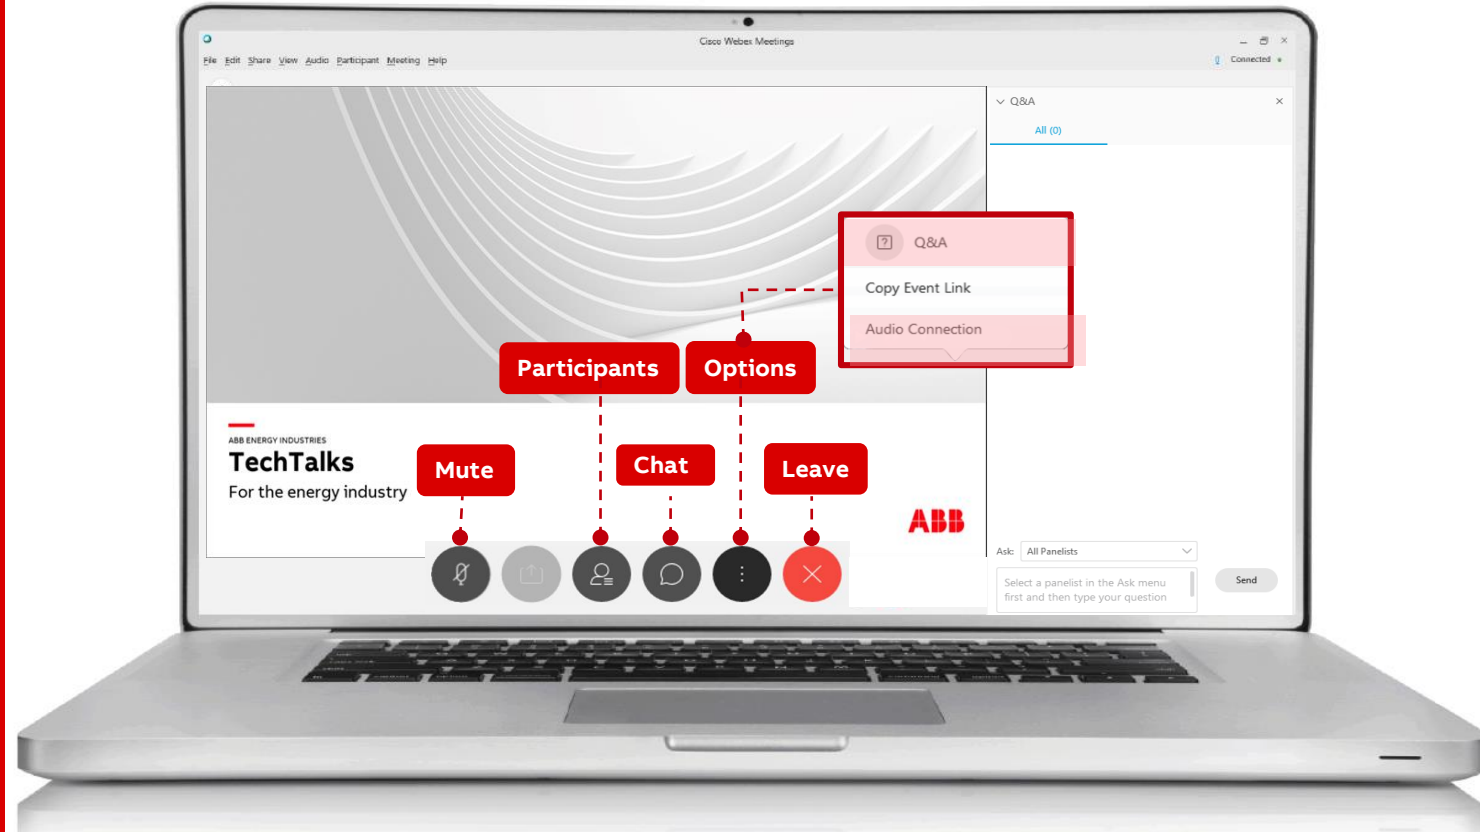 Cisco Webex Meetings
File Edit Share View Audio Participant Meeting Help
Connected
Q&A
All (0)
Q&A
Copy Event Link
Audio Connection
Participants
Options
ABB ENERGY INDUSTRIES
TechTalks
For the energy industry
Mute
Chat
Leave
ABB
Ask: All Panelists
Select a panelist in the Ask menu
first and then type your question
Send